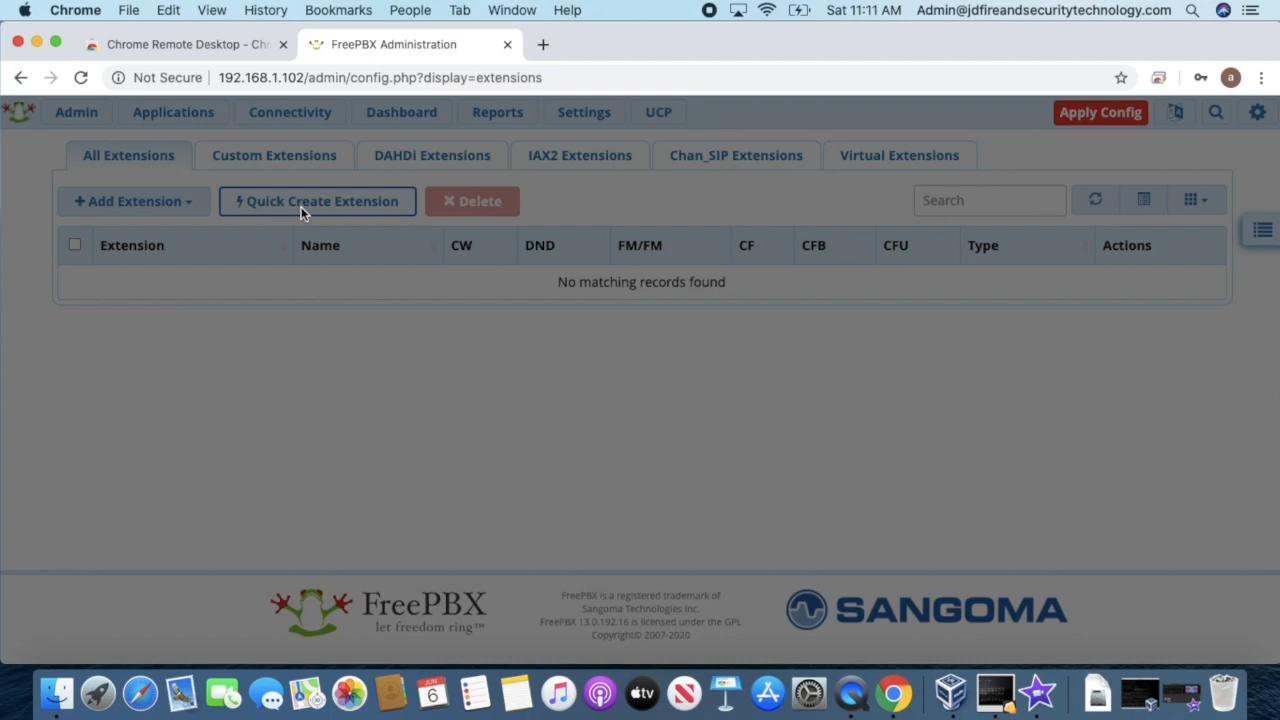 Chrome File Edit View History Bookmarks People Tab Window Help Sat 11:11 AM Admin@jdfireandsecuritytechnology.com
Chrome Remote Desktop - Chr FreePBX Administration
Not Secure 192.168.1.102/admin/config.php?display=extensions a
Admin Applications Connectivity Dashboard Reports Settings UCP Apply Config
All Extensions Custom Extensions DAHDi Extensions IAX2 Extensions Chan_SIP Extensions Virtual Extensions
+ Add Extension Quick Create Extension Delete Search
Extension Name CW DND FM/FM CF CFB CFU Type Actions
No matching records found
FreePBX
let freedom ring™
FreePBX is a registered trademark of
Sangoma Technologies Inc.
FreePBX 13.0.192.16 is licensed under the GPL
Copyright© 2007-2020
SANGOMA
JUN
6
tv